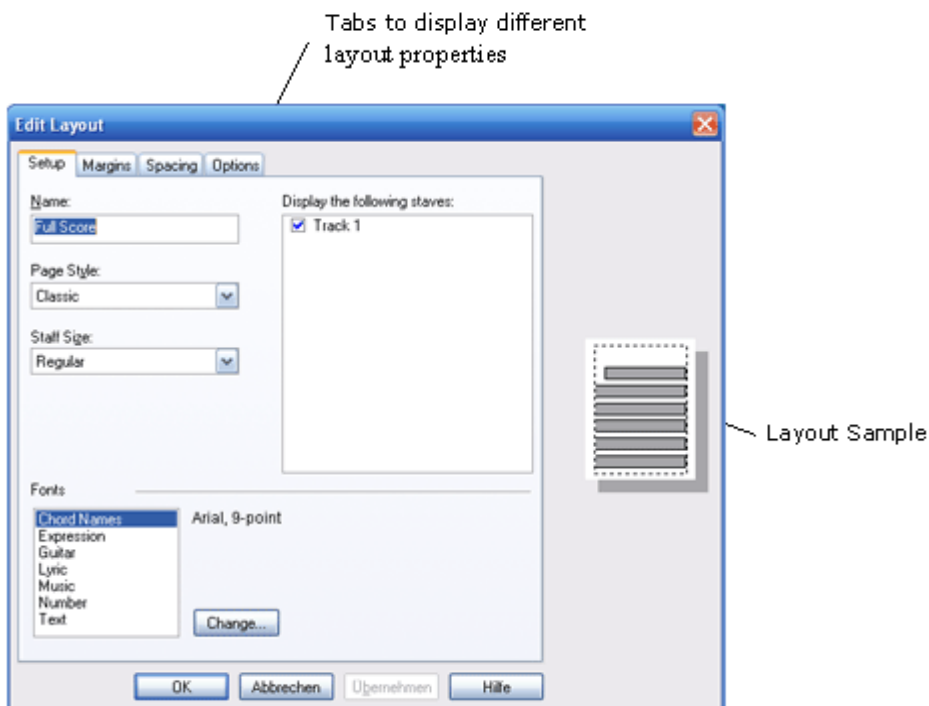 Tabs to display different
layout properties
Edit Layout
Setup Margins Spacing Options
Name:
Full Score
Display the following staves:
Track 1
Page Style:
Classic
Staff Size:
Regular
Layout Sample
Fonts
Chord Names
Expression
Guitar
Lyric
Music
Number
Text
Arial, 9-point
Change...
OK Abbrechen Übernehmen Hilfe